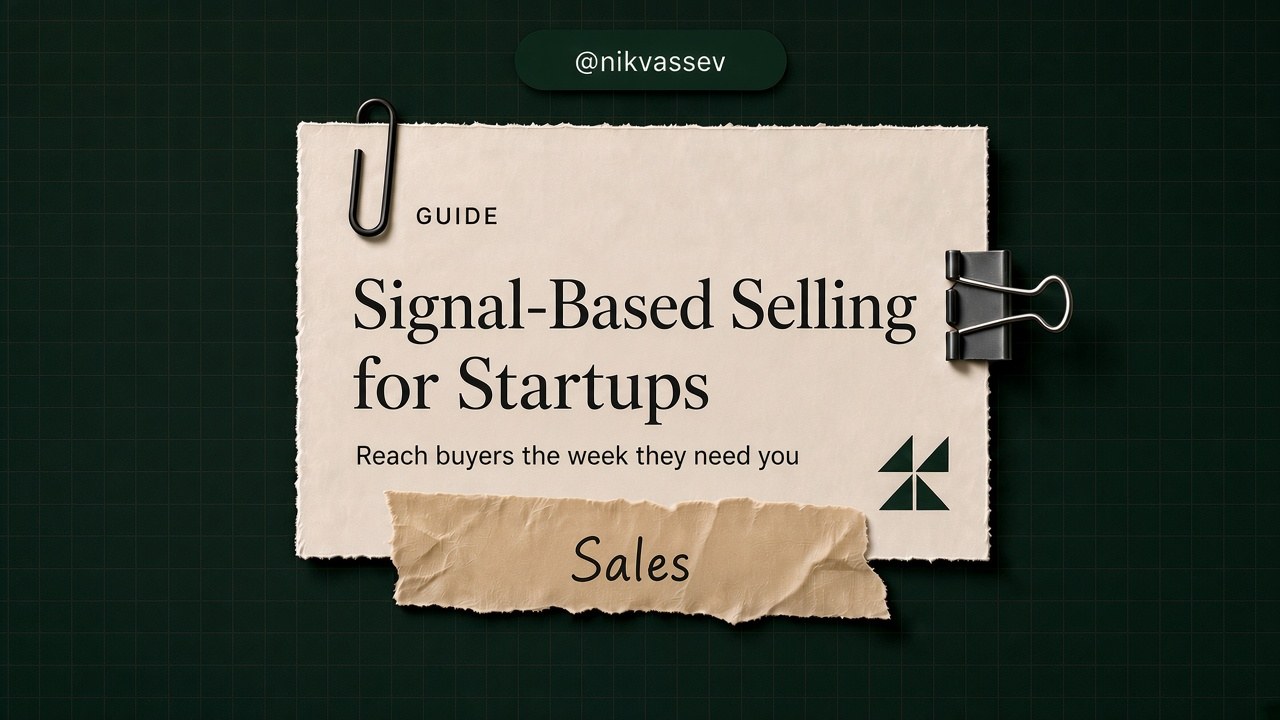 @nikvassev
GUIDE
Signal-Based Selling
for Startups
Reach buyers the week they need you
Sales